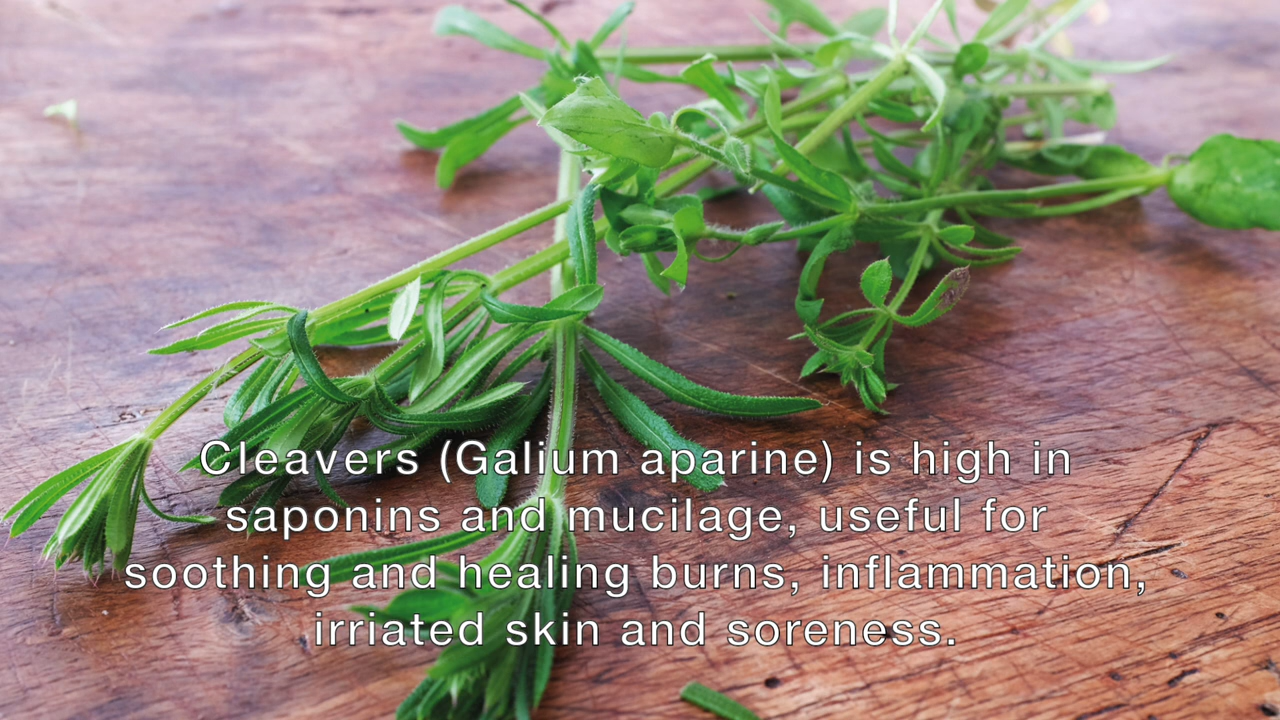 Cleavers (Galium aparine) is high in
saponins and mucilage, useful for
soothing and healing burns, inflammation,
irriated skin and soreness.